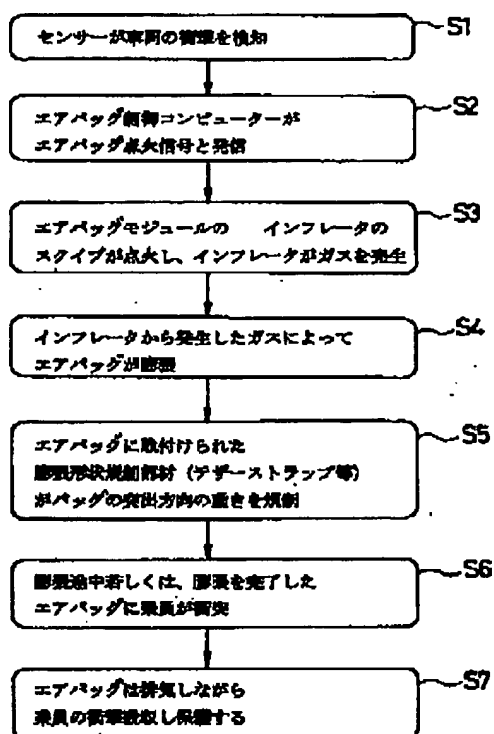 センサーが車両の衝撃を検知
S1
エアバッグ制御コンピューターが
エアバッグ点火信号と発信
S2
エアバッグモジュールの インフレータの
スクイブが点火し、インフレータがガスを発生
S3
インフレータから発生したガスによって
エアバッグが膨張
S4
エアバッグに取付けられた
膨張形状規制部材(テザーストラップ等)
がバッグの突出方向の動きを規制
S5
膨張途中若しくは、膨張を完了した
エアバッグに乗員が衝突
S6
エアバッグは排気しながら
乗員の衝撃吸収し保護する
S7